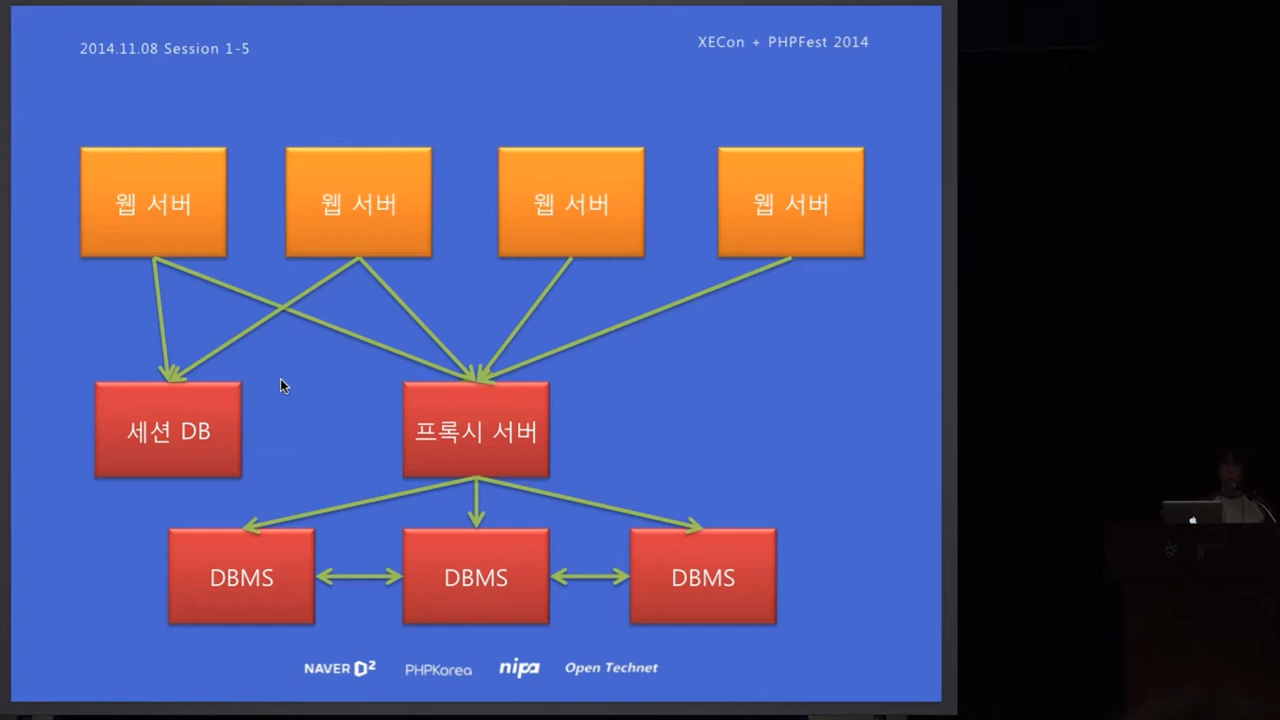 2014.11.08 Session 1-5
XECon + PHPFest 2014
웹 서버
웹 서버
웹 서버
웹 서버
세션 DB
프록시 서버
DBMS
DBMS
DBMS
NAVER D2
PHPKorea
nipa
Open Technet